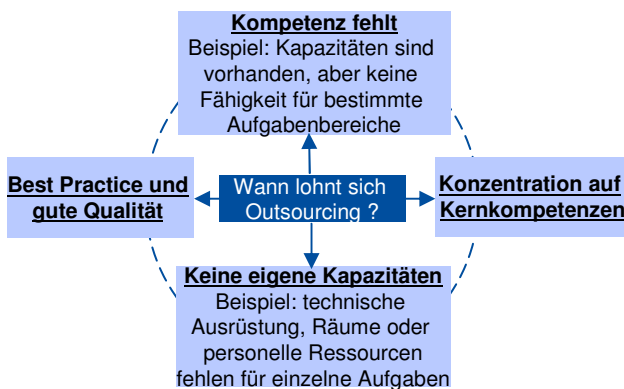 Kompetenz fehlt
Beispiel: Kapazitäten sind
vorhanden, aber keine
Fähigkeit für bestimmte
Aufgabenbereiche
Best Practice und
gute Qualität
Wann lohnt sich
Outsourcing ?
Konzentration auf
Kernkompetenzen
Keine eigene Kapazitäten
Beispiel: technische
Ausrüstung, Räume oder
personelle Ressourcen
fehlen für einzelne Aufgaben